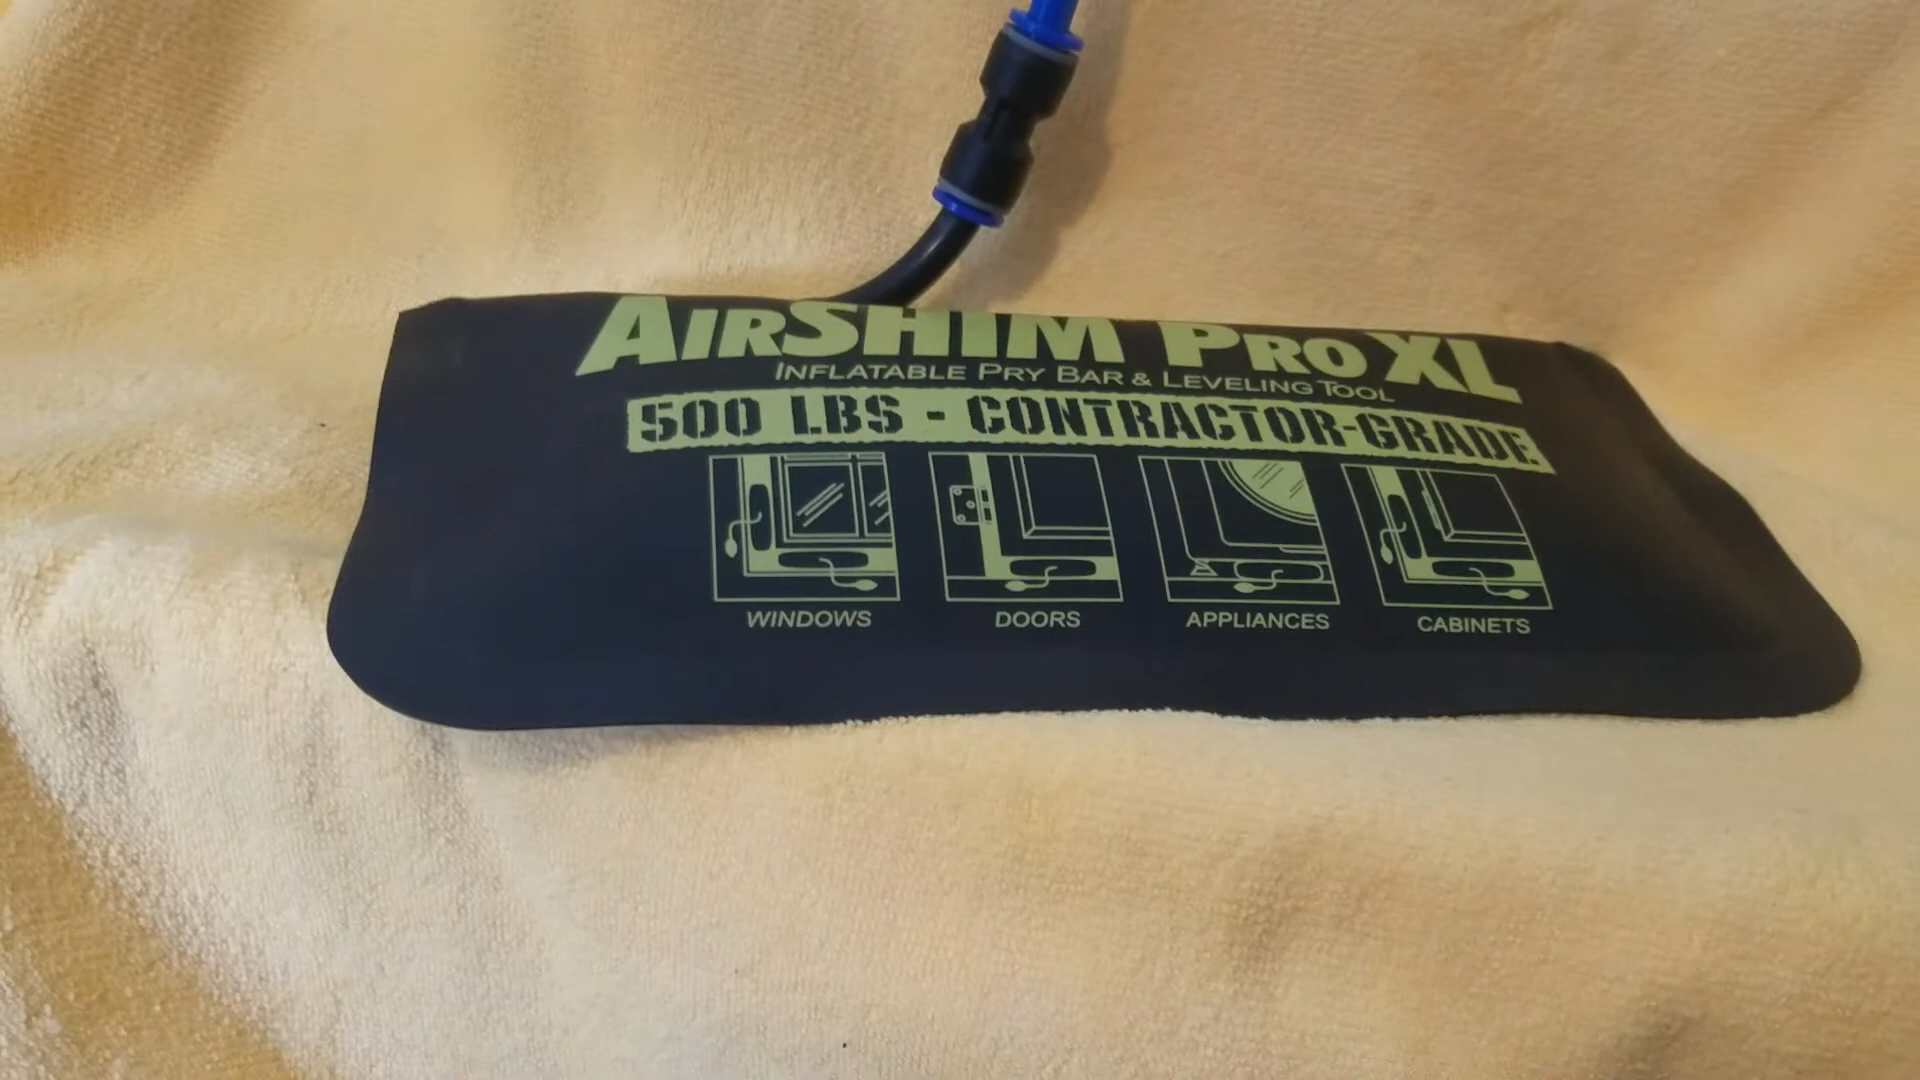 AIRSHIM PRO XL
INFLATABLE PRY BAR & LEVELING TOOL
500 LBS - CONTRACTOR-GRADE
WINDOWS
DOORS
APPLIANCES
CABINETS